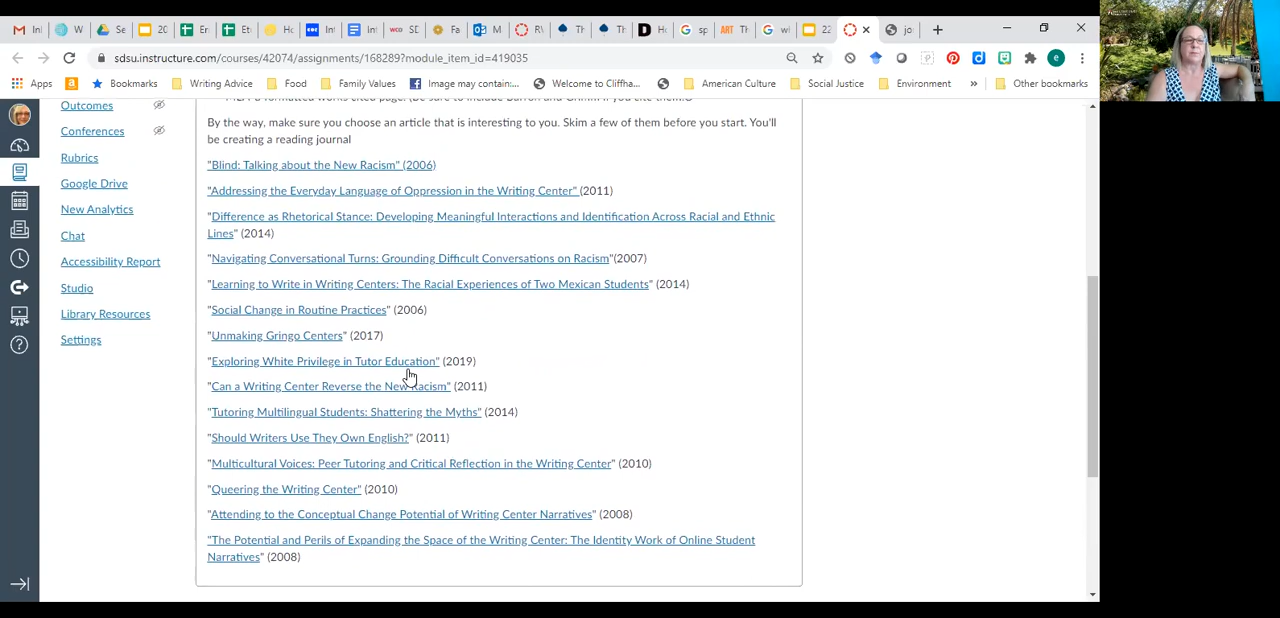 sdsu.instructure.com/courses/42074/assignments/168289?module_item_id=419035
Apps
Bookmarks
Writing Advice
Food
Family Values
Image may contain:...
Welcome to Cliffha...
American Culture
Social Justice
Environment
»
Other bookmarks
Outcomes
Conferences
Rubrics
Google Drive
New Analytics
Chat
Accessibility Report
Studio
Library Resources
Settings
By the way, make sure you choose an article that is interesting to you. Skim a few of them before you start. You'll
be creating a reading journal
"Blind: Talking about the New Racism" (2006)
"Addressing the Everyday Language of Oppression in the Writing Center" (2011)
"Difference as Rhetorical Stance: Developing Meaningful Interactions and Identification Across Racial and Ethnic
Lines" (2014)
"Navigating Conversational Turns: Grounding Difficult Conversations on Racism"(2007)
"Learning to Write in Writing Centers: The Racial Experiences of Two Mexican Students" (2014)
"Social Change in Routine Practices" (2006)
"Unmaking Gringo Centers" (2017)
"Exploring White Privilege in Tutor Education" (2019)
"Can a Writing Center Reverse the New Racism" (2011)
"Tutoring Multilingual Students: Shattering the Myths" (2014)
"Should Writers Use They Own English?" (2011)
"Multicultural Voices: Peer Tutoring and Critical Reflection in the Writing Center" (2010)
"Queering the Writing Center" (2010)
"Attending to the Conceptual Change Potential of Writing Center Narratives" (2008)
"The Potential and Perils of Expanding the Space of the Writing Center: The Identity Work of Online Student
Narratives" (2008)